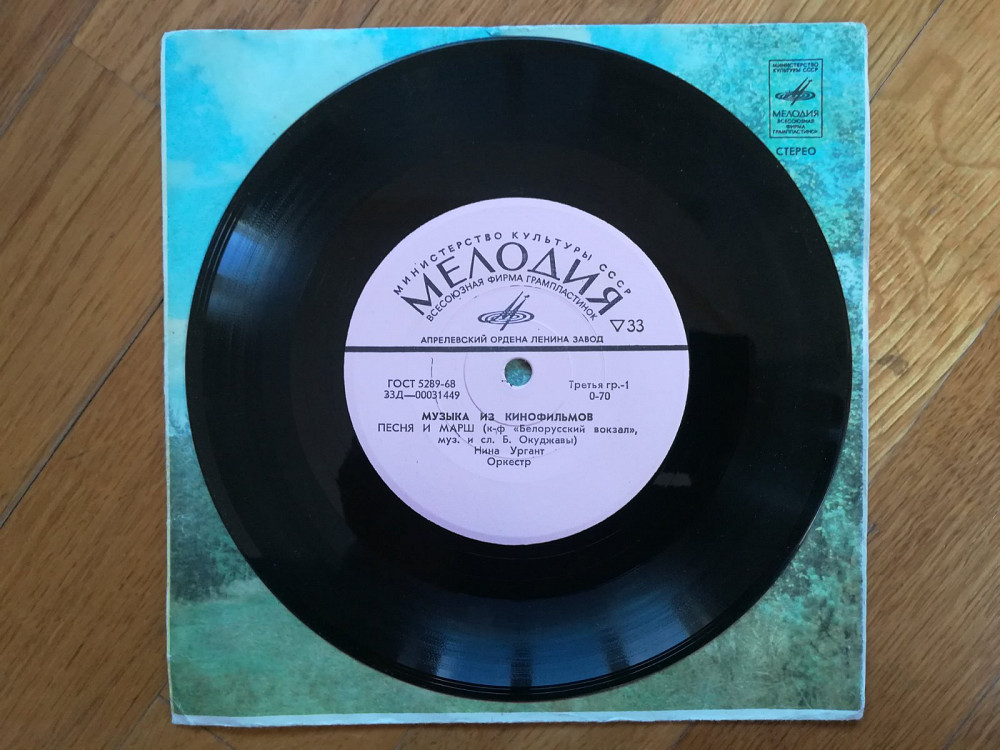 МИНИСТЕРСТВО
КУЛЬТУРЫ СССР
МЕЛОДИЯ
ВСЕСОЮЗНАЯ
ФИРМА
ГРАМПЛАСТИНОК
СТЕРЕО
МИНИСТЕРСТВО КУЛЬТУРЫ СССР
МЕЛОДИЯ
ВСЕСОЮЗНАЯ ФИРМА ГРАМПЛАСТИНОК
▽33
АПРЕЛЕВСКИЙ ОРДЕНА ЛЕНИНА ЗАВОД
ГОСТ 5289-68 Третья гр.-1
33Д—00031449 0-70
МУЗЫКА ИЗ КИНОФИЛЬМОВ
ПЕСНЯ И МАРШ (к-ф «Белорусский вокзал»,
муз. и сл. Б. Окуджавы)
Нина Ургант
Оркестр